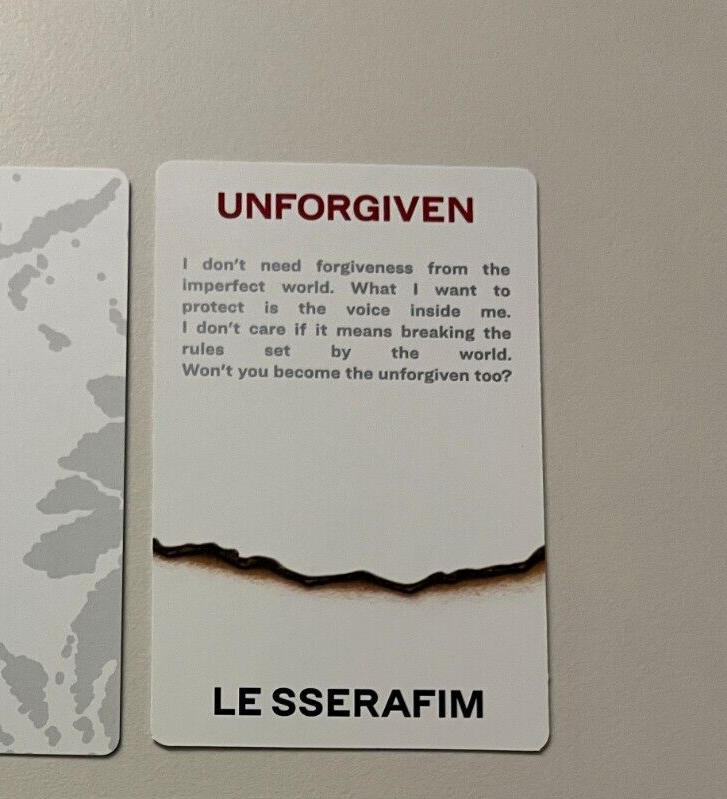 UNFORGIVEN
I don't need forgiveness from the
imperfect world. What I want to
protect is the voice inside me.
I don't care if it means breaking the
rules set by the world.
Won't you become the unforgiven too?
LE SSERAFIM